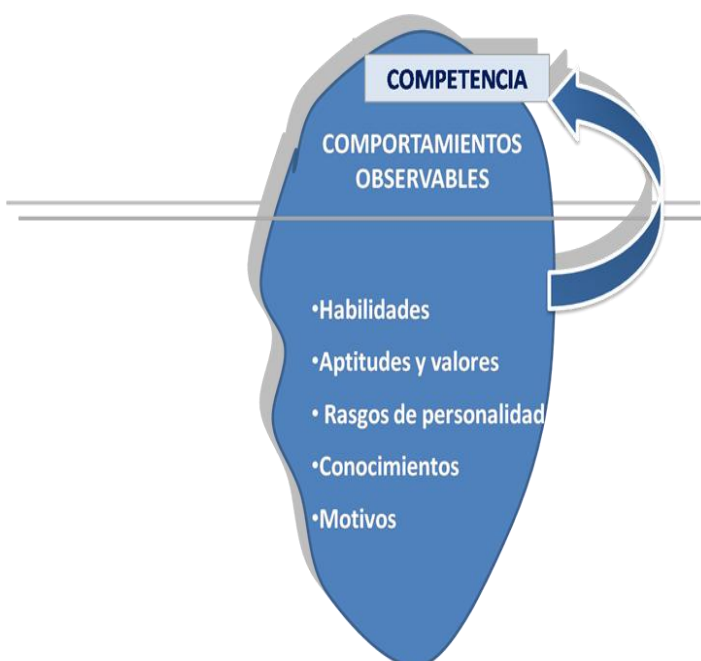 COMPETENCIA
COMPORTAMIENTOS
OBSERVABLES
•Habilidades
•Aptitudes y valores
• Rasgos de personalidad
•Conocimientos
•Motivos